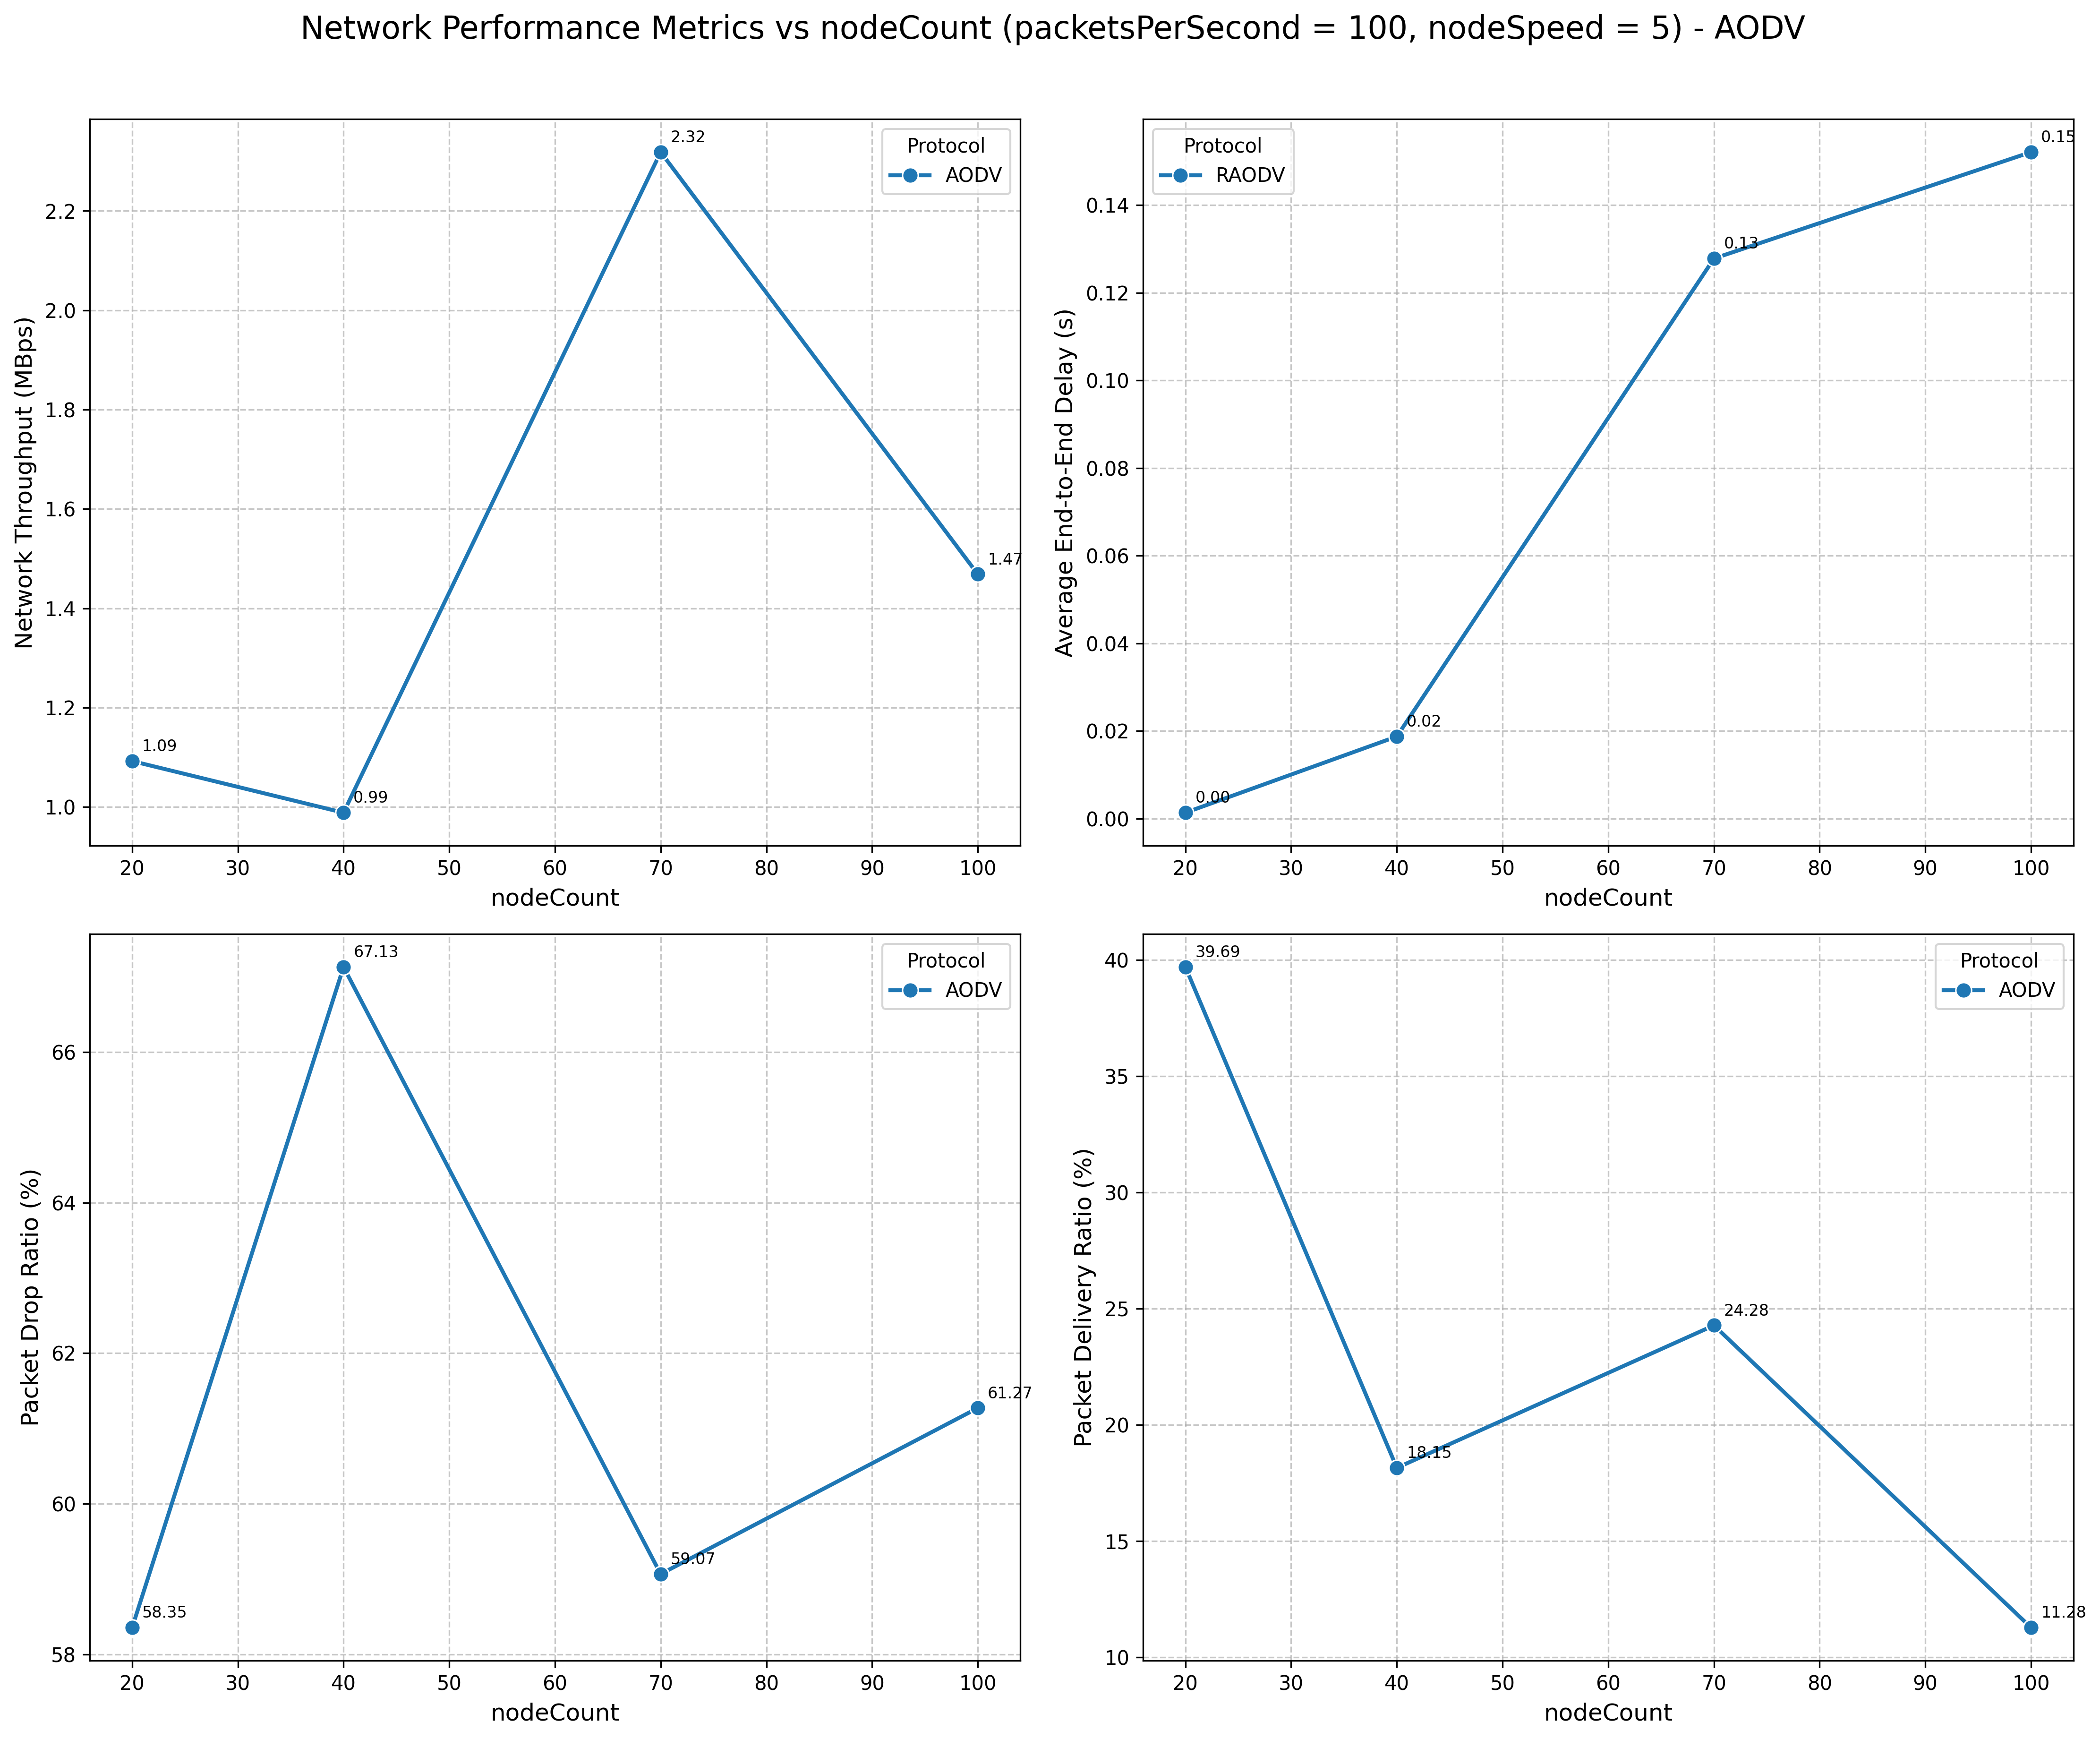 Network Performance Metrics vs nodeCount (packetsPerSecond = 100, nodeSpeed = 5) - AODV
Network Throughput (MBps)
2.2
2.0
1.8
1.6
1.4
1.2
1.0
Protocol
AODV
1.09
0.99
2.32
1.47
20 30 40 50 60 70 80 90 100
nodeCount
Average End-to-End Delay (s)
0.14
0.12
0.10
0.08
0.06
0.04
0.02
0.00
Protocol
RAODV
0.00
0.02
0.13
0.15
20 30 40 50 60 70 80 90 100
nodeCount
Packet Drop Ratio (%)
66
64
62
60
58
Protocol
AODV
58.35
67.13
59.07
61.27
20 30 40 50 60 70 80 90 100
nodeCount
Packet Delivery Ratio (%)
40
35
30
25
20
15
10
Protocol
AODV
39.69
18.15
24.28
11.28
20 30 40 50 60 70 80 90 100
nodeCount